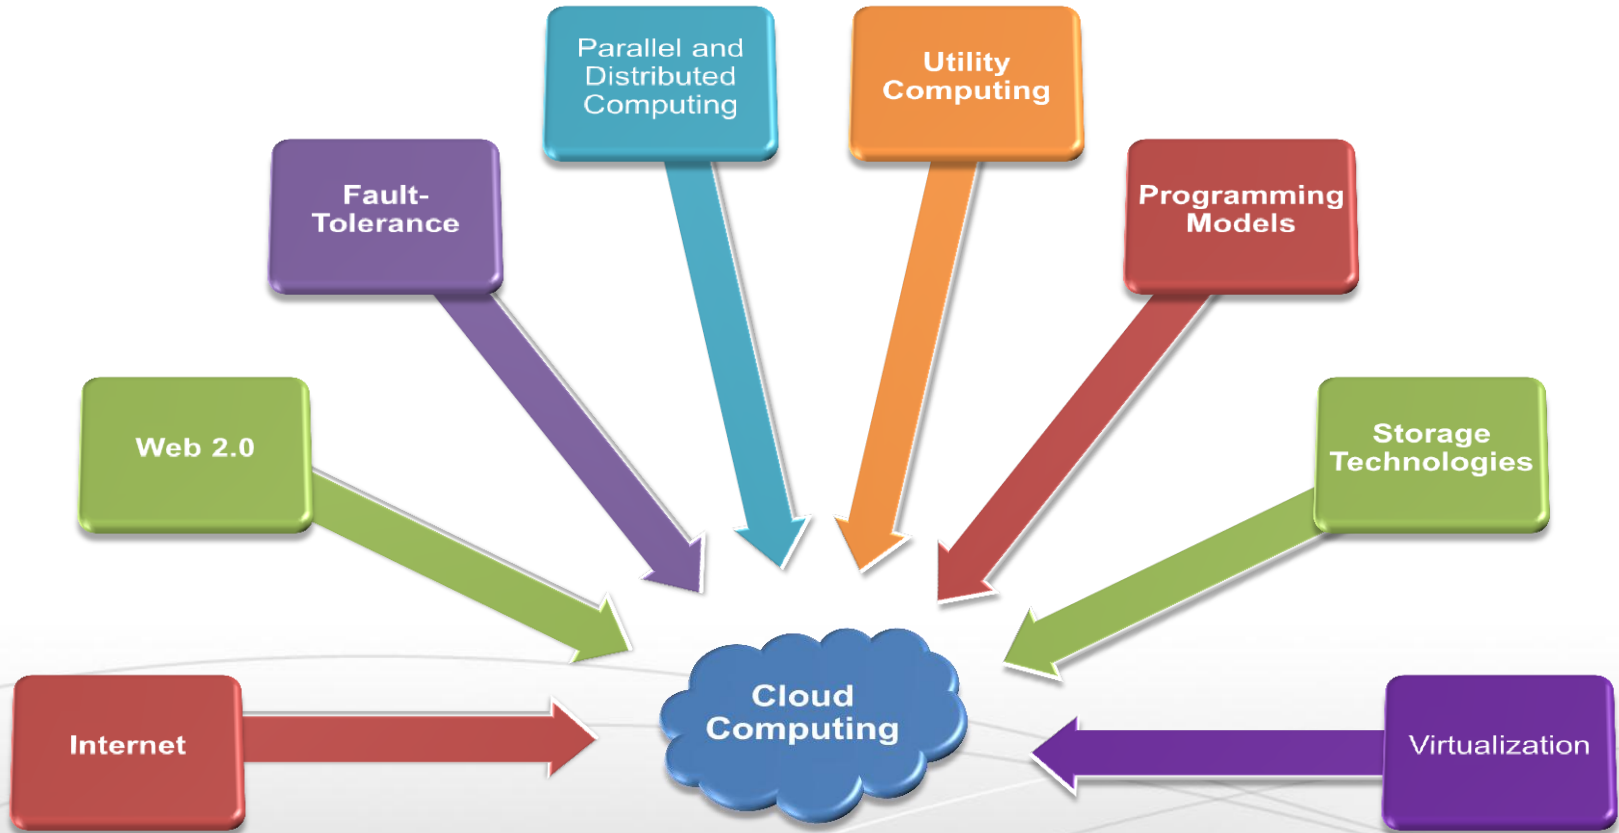 Parallel and
Distributed
Computing
Utility
Computing
Fault-
Tolerance
Programming
Models
Web 2.0
Storage
Technologies
Internet
Cloud
Computing
Virtualization